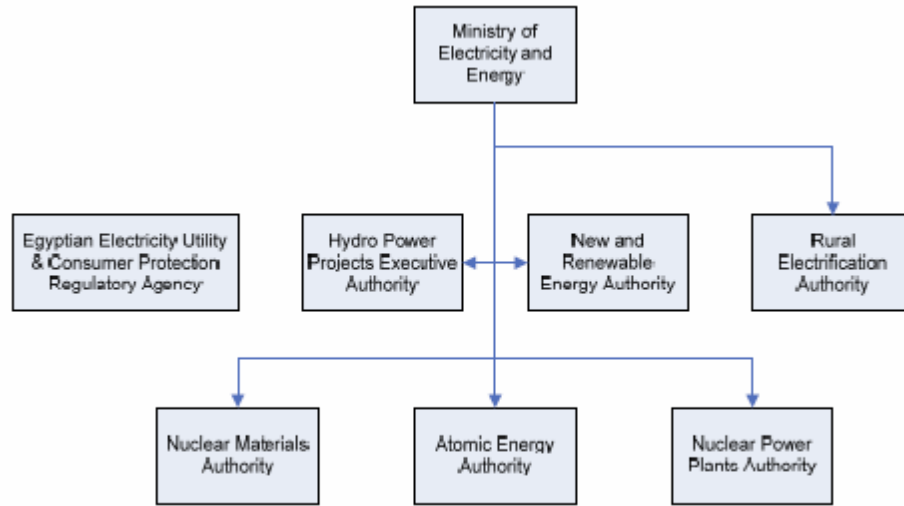 Ministry of
Electricity and
Energy
Egyptian Electricity Utility
& Consumer Protection
Regulatory Agency
Hydro Power
Projects Executive
Authority
New and
Renewable
Energy Authority
Rural
Electrification
Authority
Nuclear Materials
Authority
Atomic Energy
Authority
Nuclear Power
Plants Authority